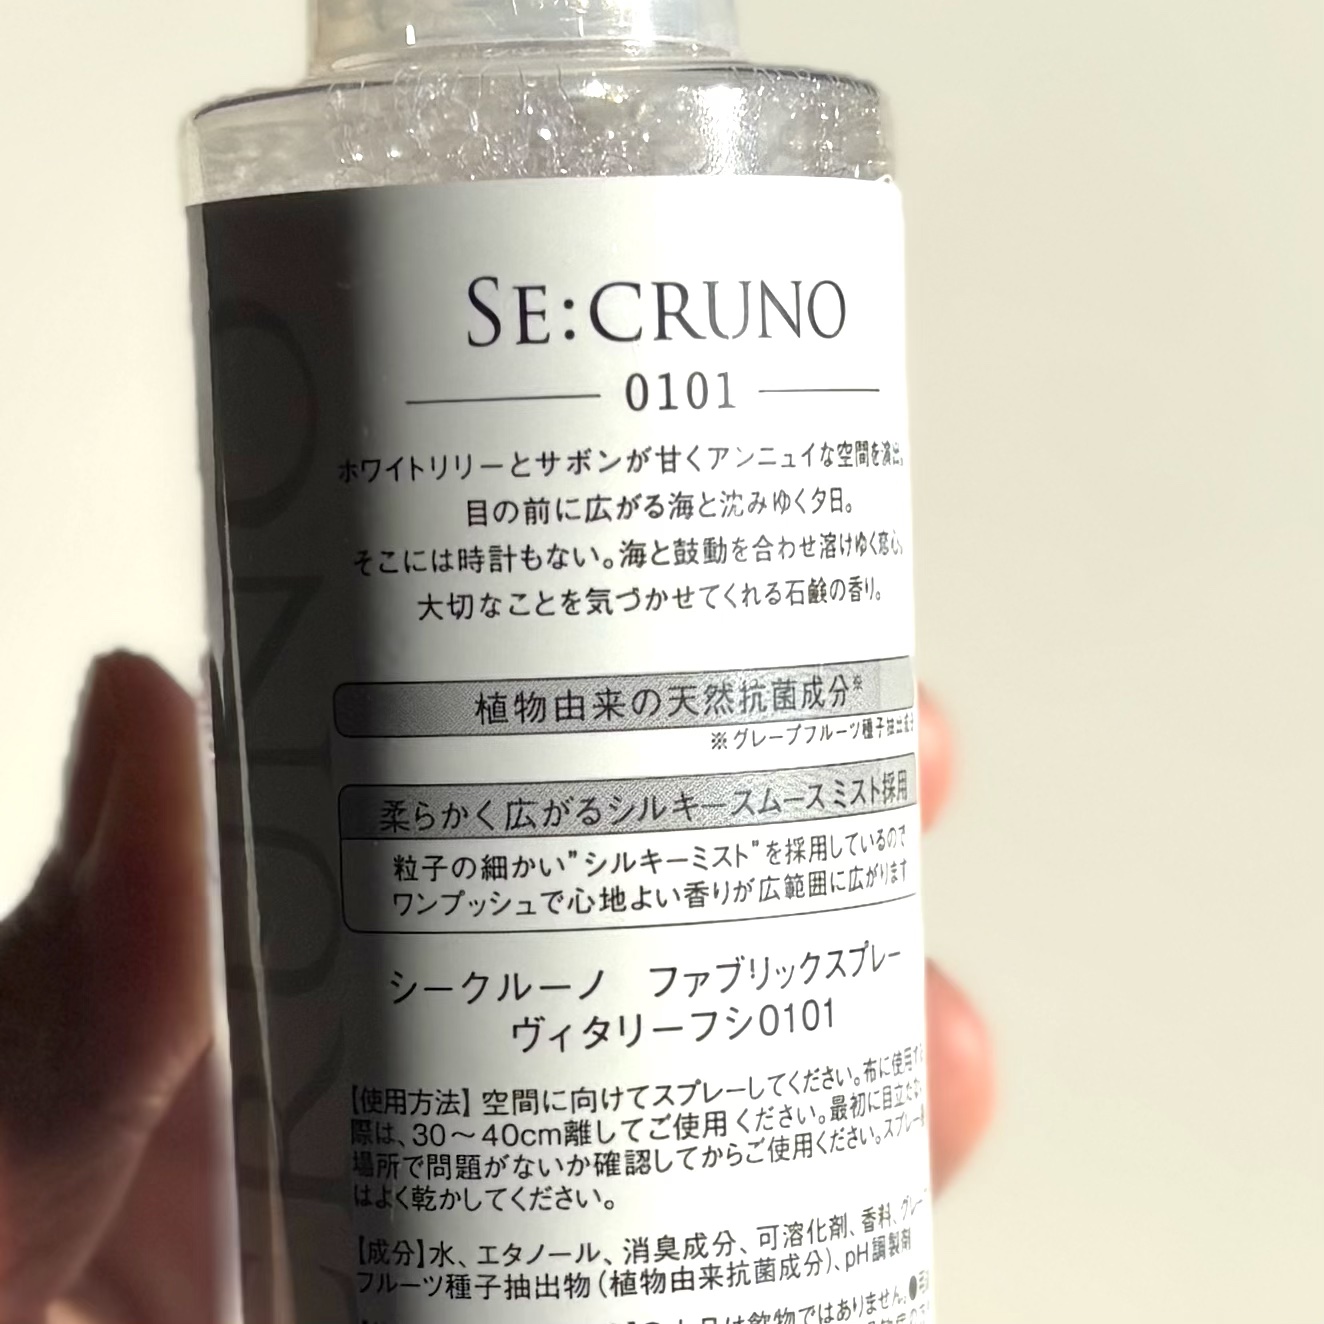 SE:CRUNO
0101
ホワイトリリーとサボンが甘くアンニュイな空間を演出。
目の前に広がる海と沈みゆく夕日。
そこには時計もない。海と鼓動を合わせ溶けゆく恋心。
大切なことを気づかせてくれる石鹸の香り。
植物由来の天然抗菌成分※
※グレープフルーツ種子抽出成分
柔らかく広がるシルキースムースミスト採用
粒子の細かい"シルキーミスト"を採用しているので
ワンプッシュで心地よい香りが広範囲に広がります
シークルーノ ファブリックスプレー
ヴィタリーフシ0101
【使用方法】空間に向けてスプレーしてください。布に使用する
際は、30～40cm離してご使用ください。最初に目立たない
場所で問題がないか確認してからご使用ください。スプレー後
はよく乾かしてください。
【成分】水、エタノール、消臭成分、可溶化剤、香料、グレープ
フルーツ種子抽出物(植物由来抗菌成分)、pH調製剤
は飲物ではありません。●
CRUNO